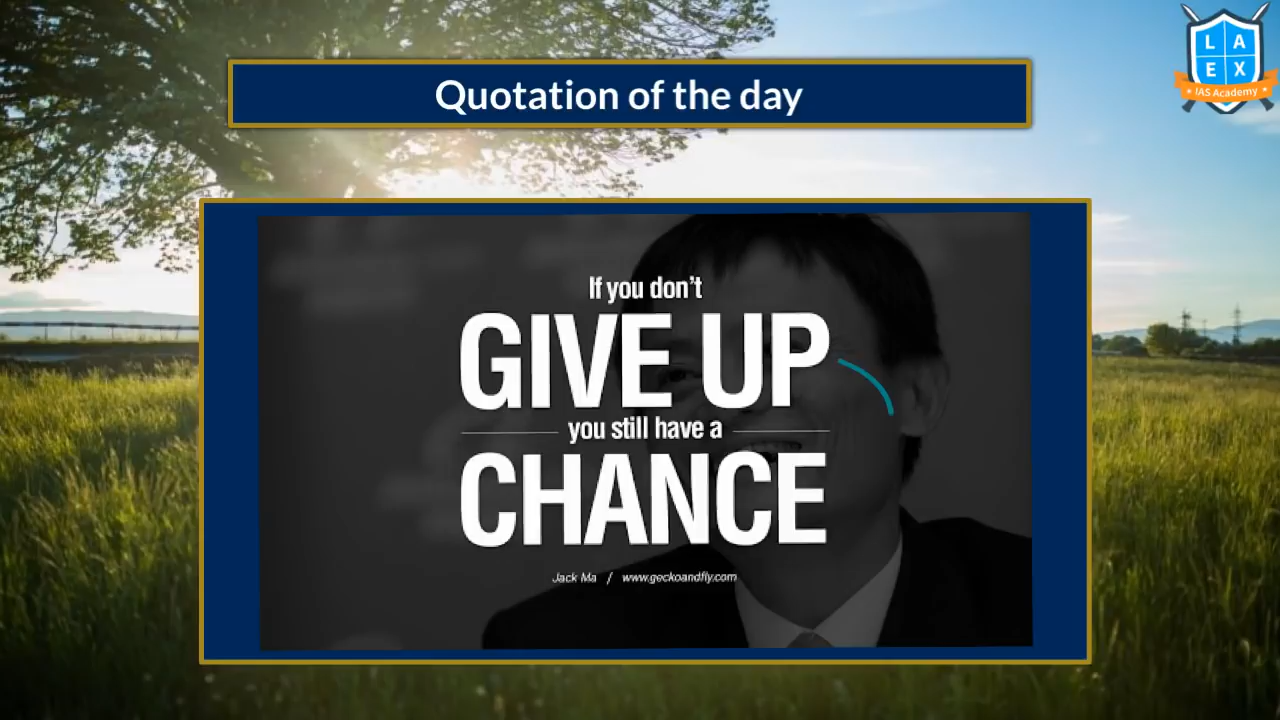 L A
E X
IAS Academy
Quotation of the day
If you don't
GIVE UP
you still have a
CHANCE
Jack Ma / www.geckoandfly.com